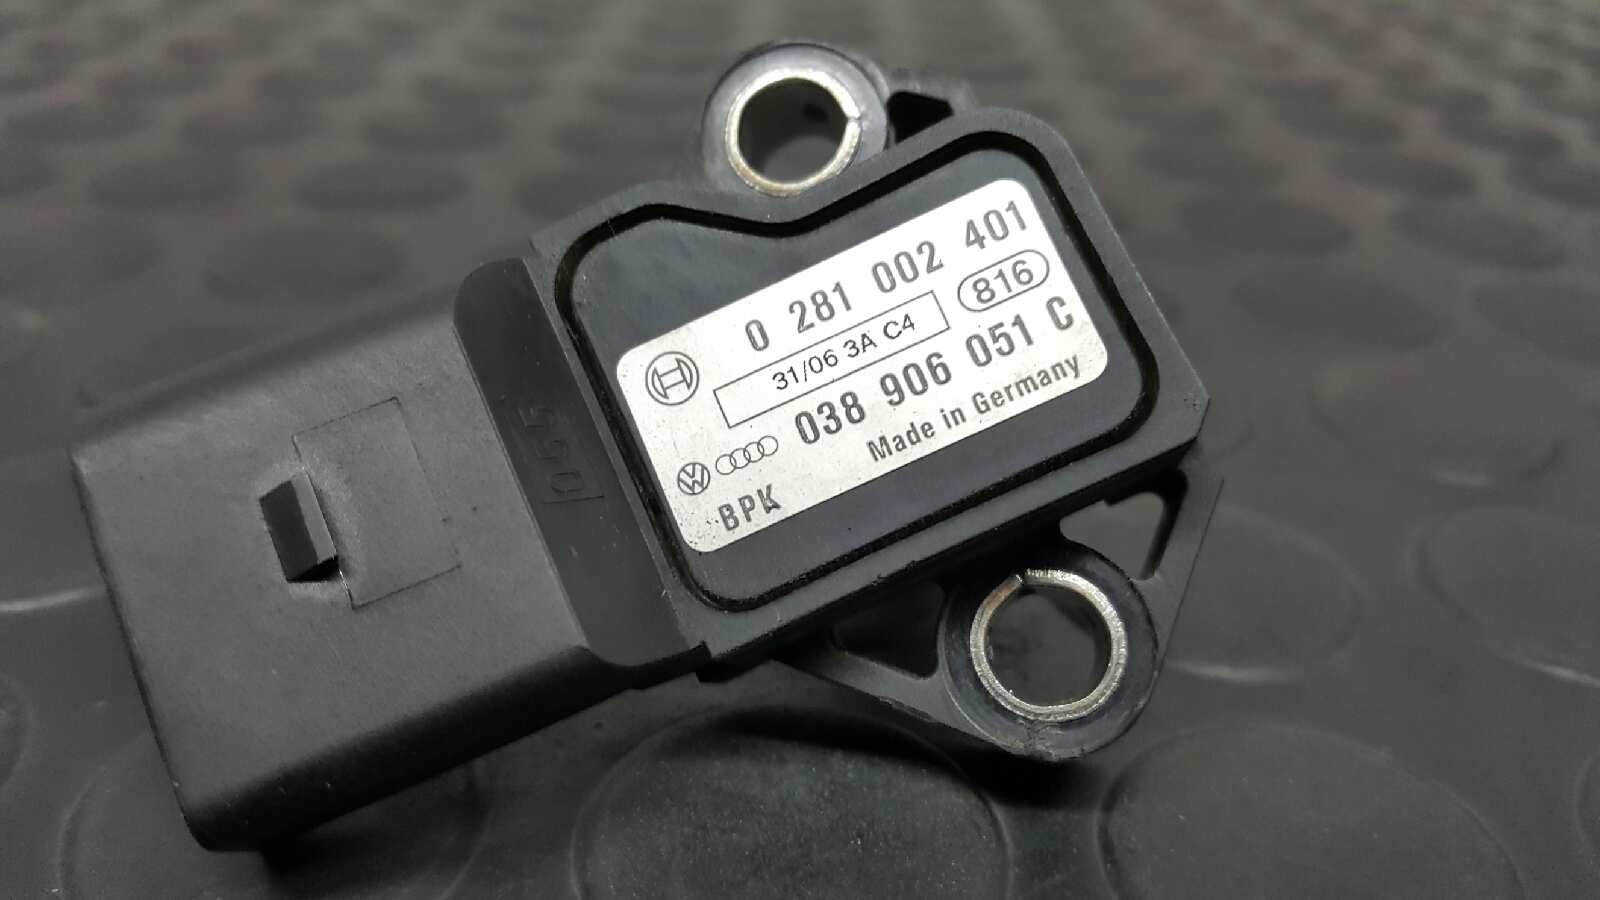 0 281 002 401
31/06 3A C4
816
038 906 051 C
Made in Germany
BPK
055